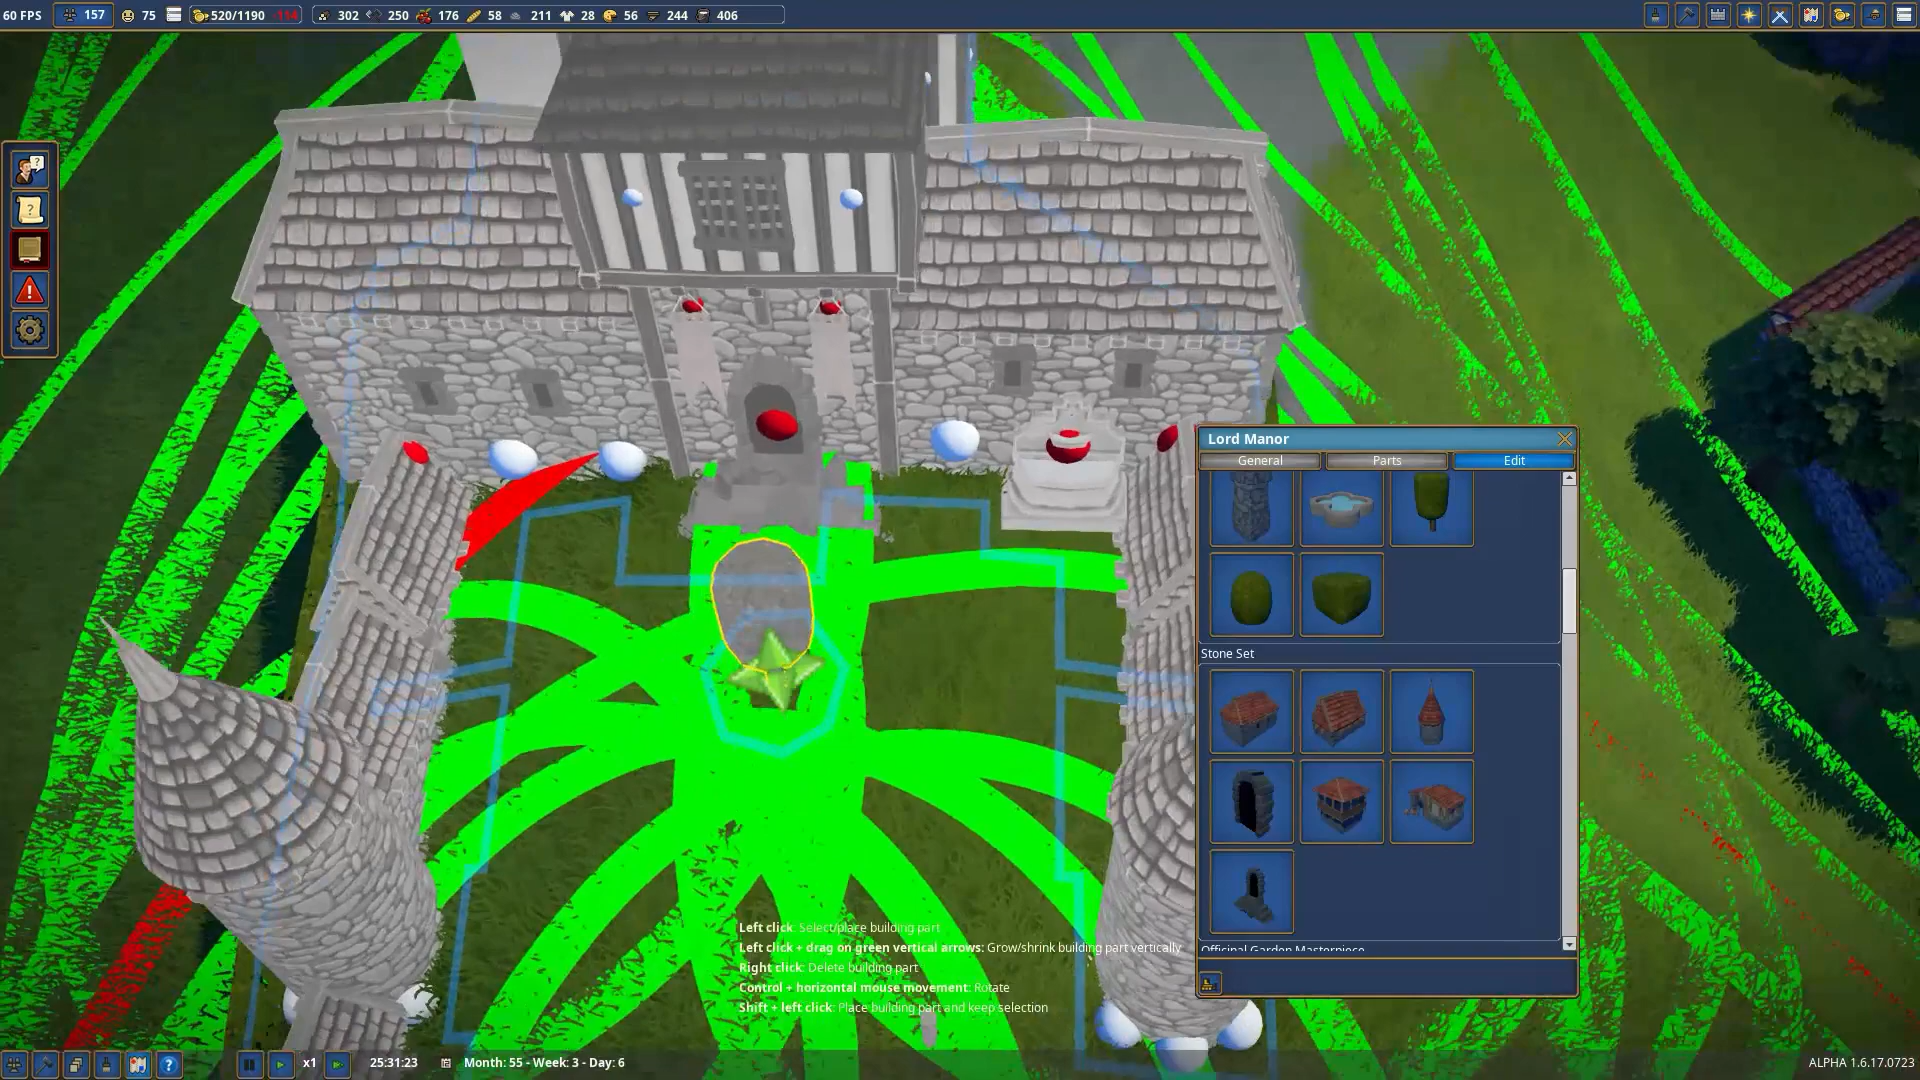 60 FPS 157 75 520/1190 -114 302 250 176 58 211 28 56 244 406
Lord Manor
General Parts Edit
Stone Set
Left click: Select/place building part
Left click + drag on green vertical arrows: Grow/shrink building part vertically
Right click: Delete building part
Control + horizontal mouse movement: Rotate
Shift + left click: Place building part and keep selection
x1 25:31:23 Month: 55 - Week: 3 - Day: 6
ALPHA 1.6.17.0723